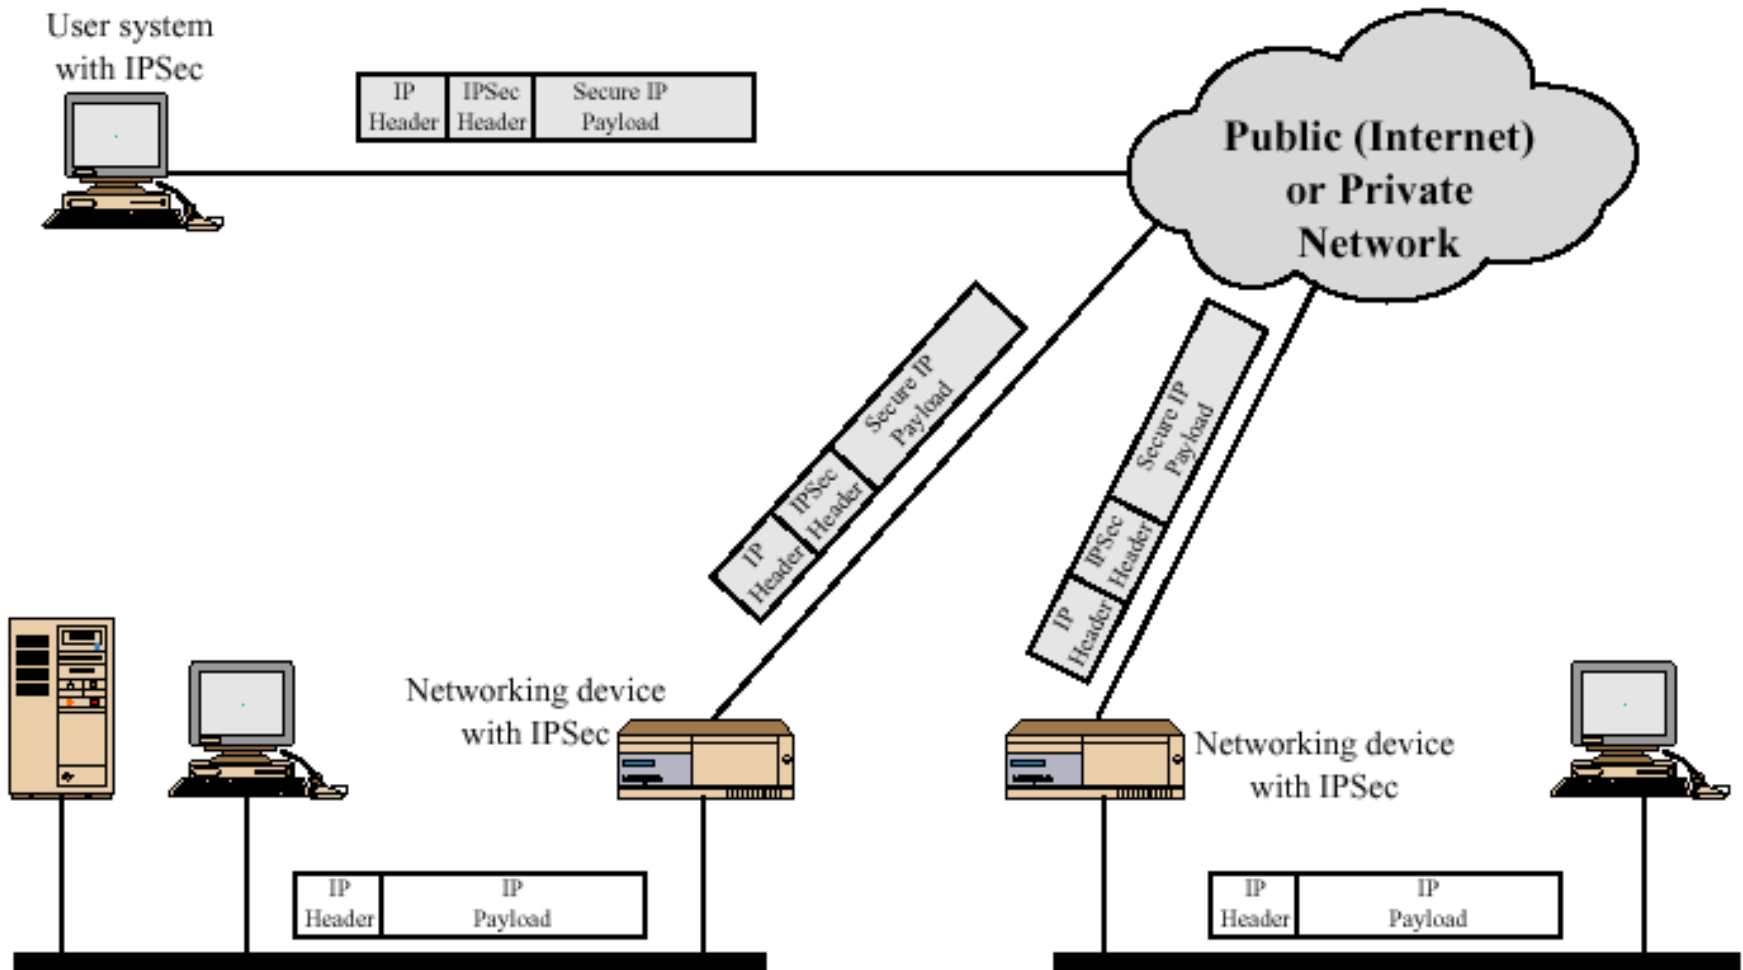 User system
with IPSec
IP
Header
IPSec
Header
Secure IP
Payload
Public (Internet)
or Private
Network
Secure IP
Payload
IPSec
Header
IP
Header
Secure IP
Payload
IPSec
Header
IP
Header
Networking device
with IPSec
Networking device
with IPSec
IP
Header
IP
Payload
IP
Header
IP
Payload